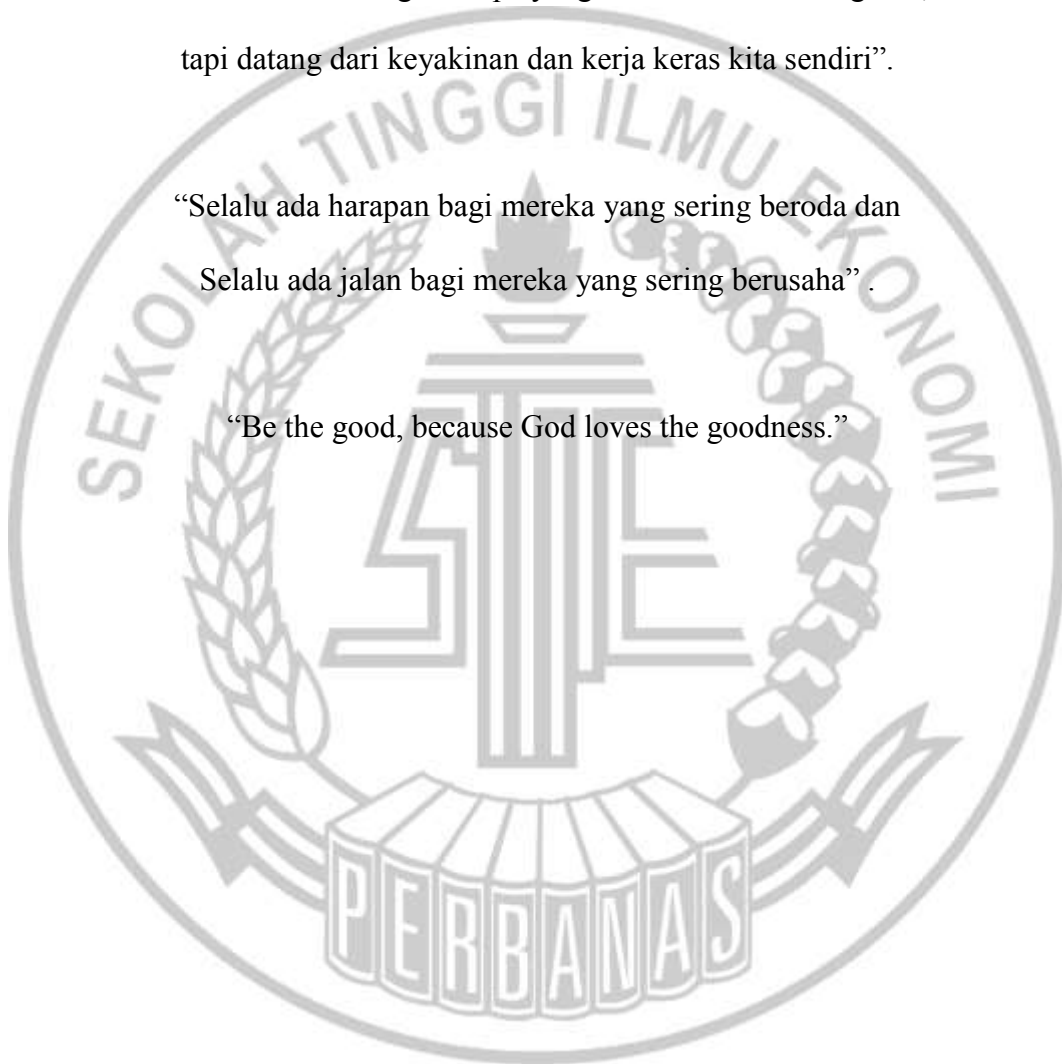 tapi datang dari keyakinan dan kerja keras kita sendiri”.
“Selalu ada harapan bagi mereka yang sering beroda dan
Selalu ada jalan bagi mereka yang sering berusaha” .
“Be the good, because God loves the goodness.”
SEKOLAH TINGGI ILMU EKONOMI
STIE
PERBANAS